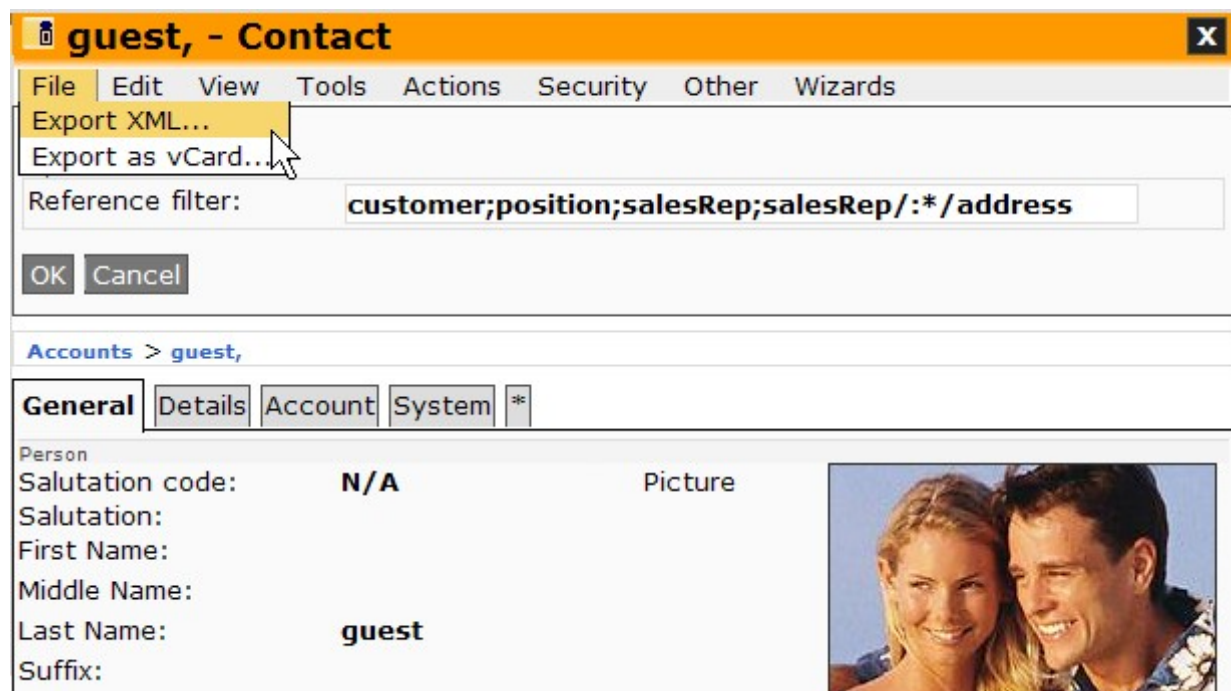 guest, - Contact X
File Edit View Tools Actions Security Other Wizards
Export XML...
Export as vCard...
Reference filter: customer;position;salesRep;salesRep/:*/address
OK Cancel
Accounts > guest,
General Details Account System *
Person
Salutation code: N/A Picture
Salutation:
First Name:
Middle Name:
Last Name: guest
Suffix: